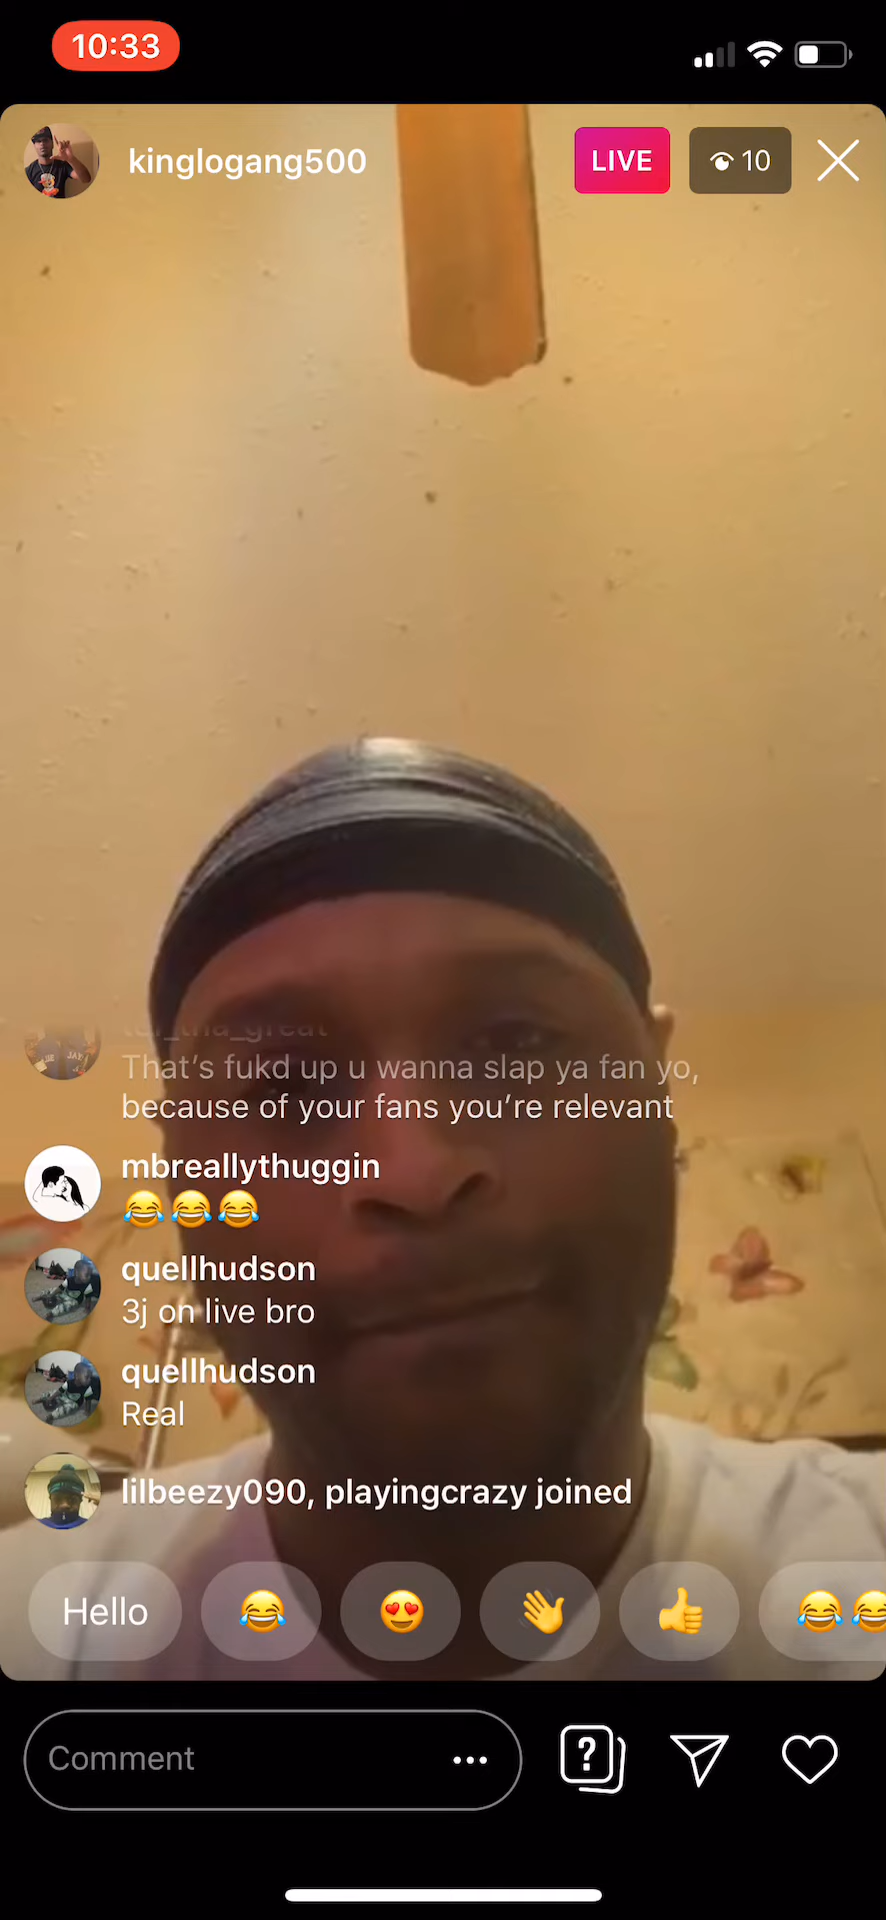 10:33
kinglogang500
LIVE
10
That's fukd up u wanna slap ya fan yo,
because of your fans you're relevant
mbreallythuggin
😂😂😂
quellhudson
3j on live bro
quellhudson
Real
lilbeezy090, playingcrazy joined
Hello
Comment